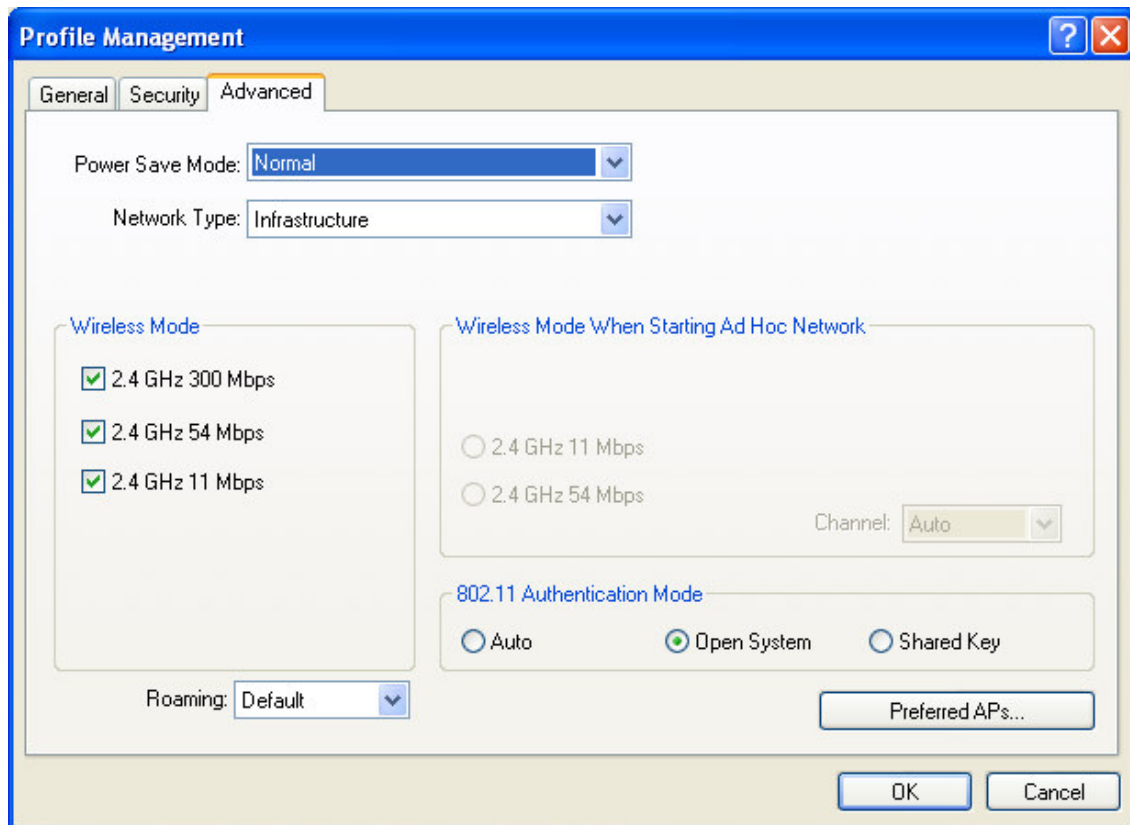 Profile Management
General Security Advanced
Power Save Mode: Normal
Network Type: Infrastructure
Wireless Mode
2.4 GHz 300 Mbps
2.4 GHz 54 Mbps
2.4 GHz 11 Mbps
Wireless Mode When Starting Ad Hoc Network
2.4 GHz 11 Mbps
2.4 GHz 54 Mbps
Channel: Auto
802.11 Authentication Mode
Auto Open System Shared Key
Roaming: Default
Preferred APs...
OK Cancel